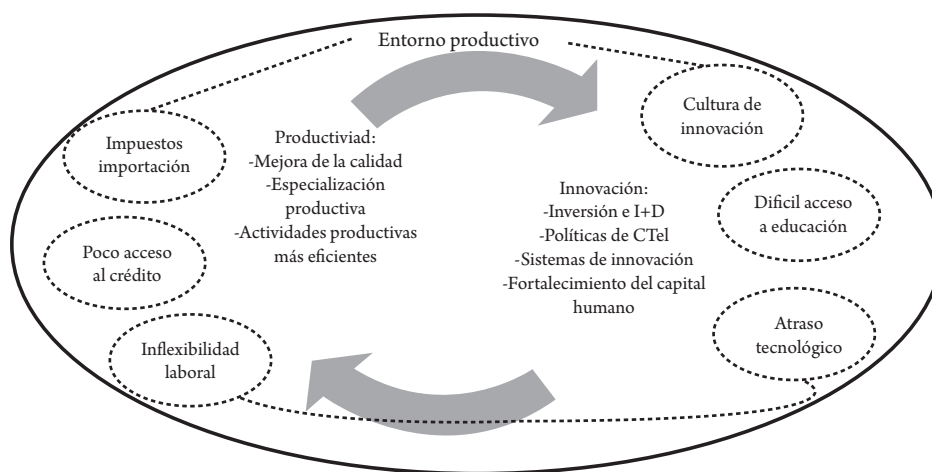 Entorno productivo
Impuestos
importación
Productiviad:
-Mejora de la calidad
-Especialización
productiva
-Actividades productivas
más eficientes
Poco acceso
al crédito
Inflexibilidad
laboral
Cultura de
innovación
Innovación:
-Inversión e I+D
-Políticas de CTel
-Sistemas de innovación
-Fortalecimiento del capital
humano
Dificil acceso
a educación
Atraso
tecnológico